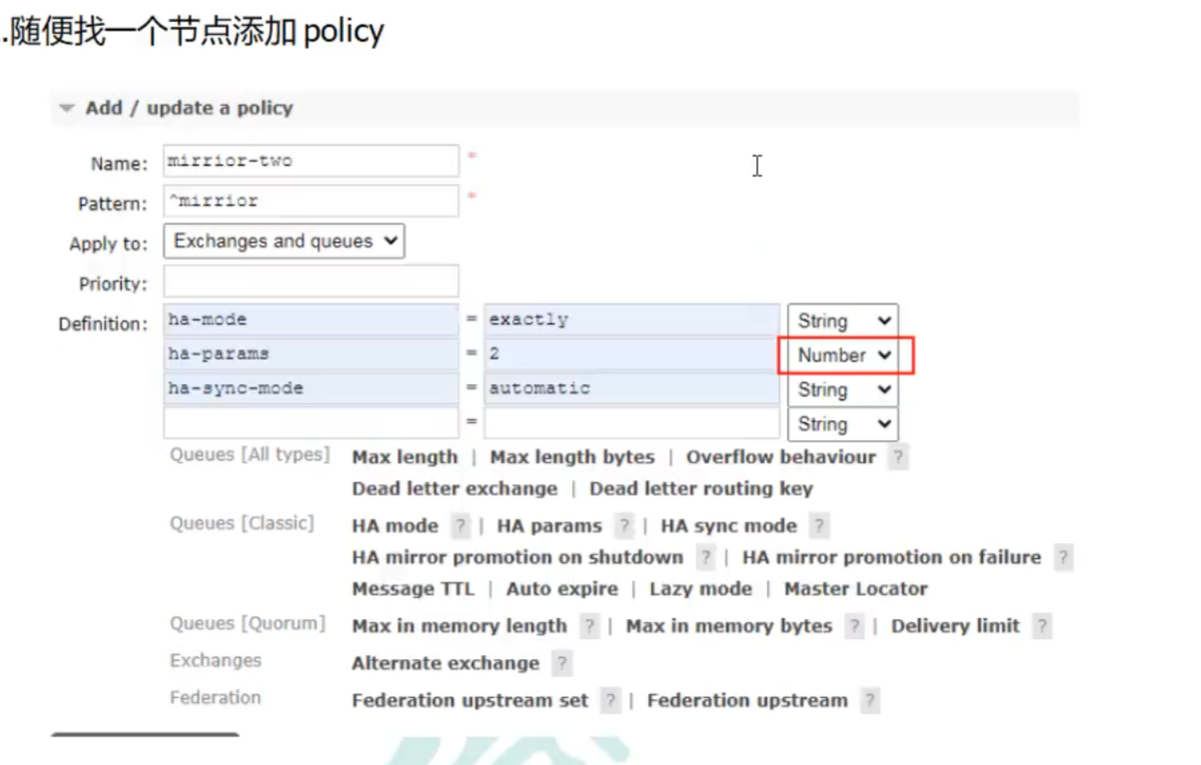 .随便找一个节点添加 policy
Add / update a policy
Name: mirrior-two *
Pattern: ^mirrior *
Apply to: Exchanges and queues
Priority:
Definition: ha-mode = exactly String
ha-params = 2 Number
ha-sync-mode = automatic String
= String
Queues [All types] Max length | Max length bytes | Overflow behaviour ?
Dead letter exchange | Dead letter routing key
Queues [Classic] HA mode ? | HA params ? | HA sync mode ?
HA mirror promotion on shutdown ? | HA mirror promotion on failure ?
Message TTL | Auto expire | Lazy mode | Master Locator
Queues [Quorum] Max in memory length ? | Max in memory bytes ? | Delivery limit ?
Exchanges Alternate exchange ?
Federation Federation upstream set ? | Federation upstream ?